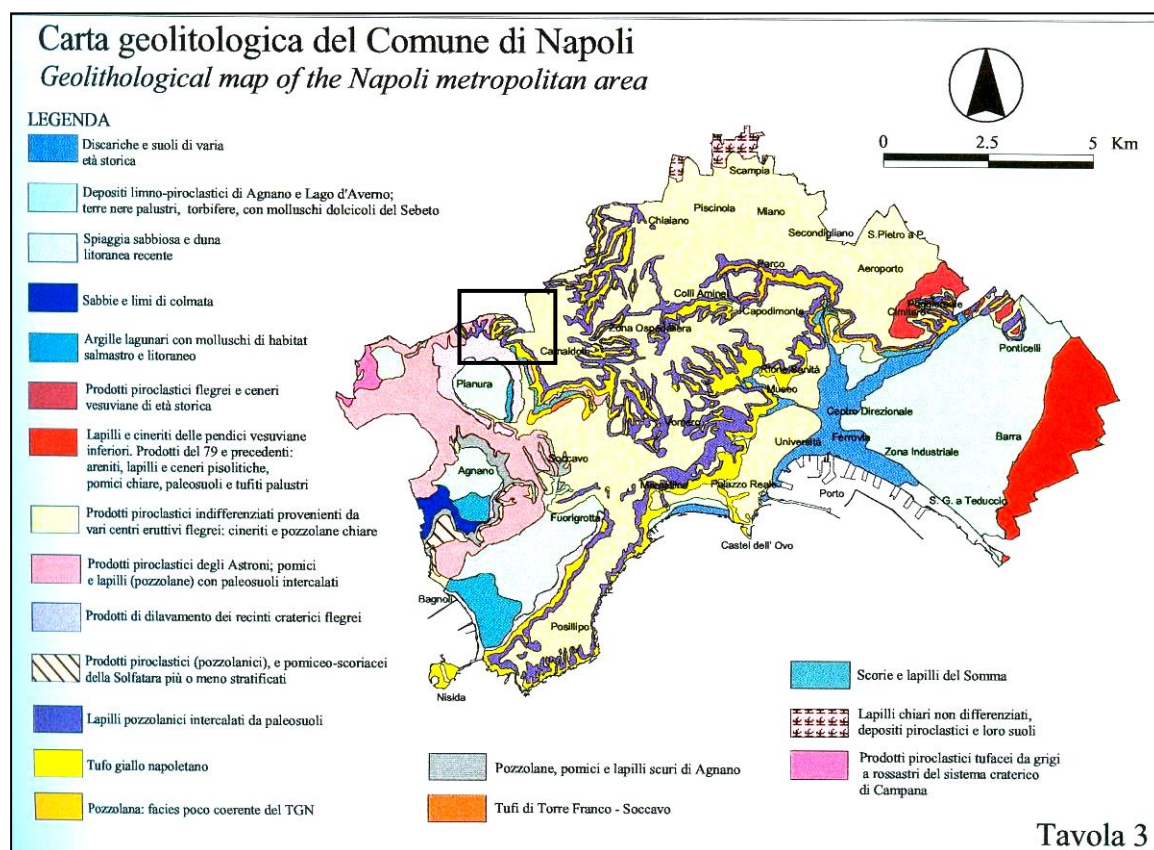 Carta geolitologica del Comune di Napoli
Geolithological map of the Napoli metropolitan area
LEGENDA
Discariche e suoli di varia
età storica
Depositi limno-piroclastici di Agnano e Lago d'Averno;
terre nere palustri, torbifere, con molluschi dolcicoli del Sebeto
Spiaggia sabbiosa e duna
litoranea recente
Sabbie e limi di colmata
Argille lagunari con molluschi di habitat
salmastro e litoraneo
Prodotti piroclastici flegrei e ceneri
vesuviane di età storica
Lapilli e cineriti delle pendici vesuviane
inferiori. Prodotti del 79 e precedenti:
areniti, lapilli e ceneri pisolitiche,
pomici chiare, paleosuoli e tufiti palustri
Prodotti piroclastici indifferenziati provenienti da
vari centri eruttivi flegrei: cineriti e pozzolane chiare
Prodotti piroclastici degli Astroni; pomici
e lapilli (pozzolane) con paleosuoli intercalati
Prodotti di dilavamento dei recinti craterici flegrei
Prodotti piroclastici (pozzolanici), e pomiceo-scoriacei
della Solfatara più o meno stratificati
Lapilli pozzolanici intercalati da paleosuoli
Tufo giallo napoletano
Pozzolana: facies poco coerente del TGN
Pozzolane, pomici e lapilli scuri di Agnano
Tufi di Torre Franco - Soccavo
Scorie e lapilli del Somma
Lapilli chiari non differenziati,
depositi piroclastici e loro suoli
Prodotti piroclastici tufacei da grigi
a rossastri del sistema craterico
di Campana
0 2.5 5 Km
Scampia
Piscinola
Chiaiano
Miano
Secondigliano
S.Pietro a P.
Aeroporto
Parco
Colli Aminei
Capodimonte
Poggioreale
Cimitero
Zona Ospedaliera
Ponticelli
Camaldoli
Rione Sanità
Museo
Pianura
Centro Direzionale
Vomero
Università
Ferrovia
Barra
Zona Industriale
Soccavo
Agnano
Palazzo Reale
Porto
S. G. a Teduccio
Fuorigrotta
Castel dell' Ovo
Bagnoli
Posillipo
Nisida
Tavola 3